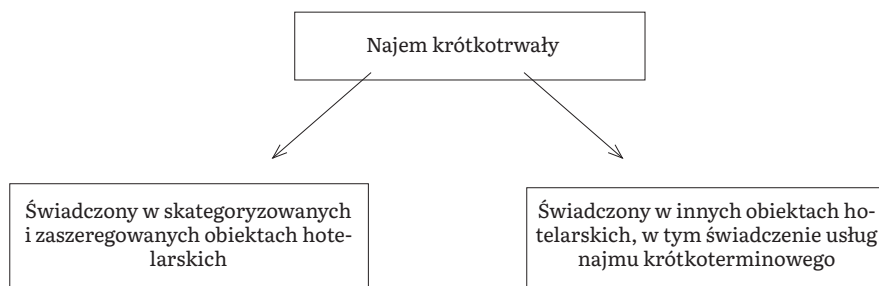 Najem krótkotrwały
Świadczony w skategoryzowanych
i zaszeregowanych obiektach hote-
larskich
Świadczony w innych obiektach ho-
telarskich, w tym świadczenie usług
najmu krótkoterminowego